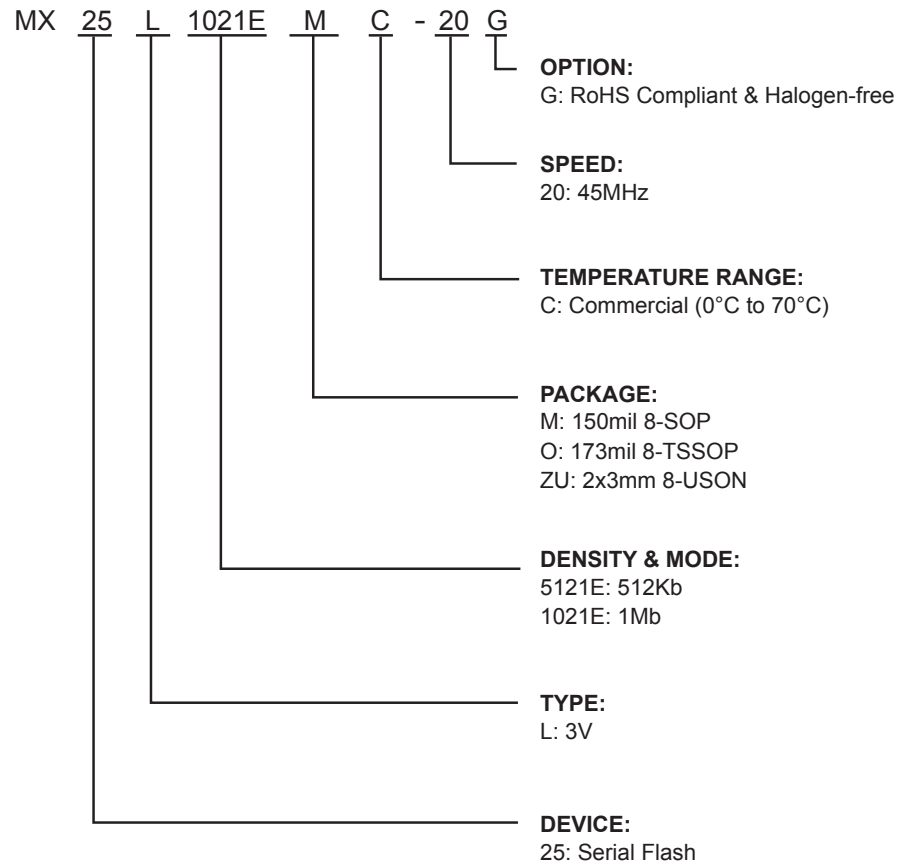 MX 25 L 1021E M C - 20 G
OPTION:
G: RoHS Compliant & Halogen-free
SPEED:
20: 45MHz
TEMPERATURE RANGE:
C: Commercial (0°C to 70°C)
PACKAGE:
M: 150mil 8-SOP
O: 173mil 8-TSSOP
ZU: 2x3mm 8-USON
DENSITY & MODE:
5121E: 512Kb
1021E: 1Mb
TYPE:
L: 3V
DEVICE:
25: Serial Flash